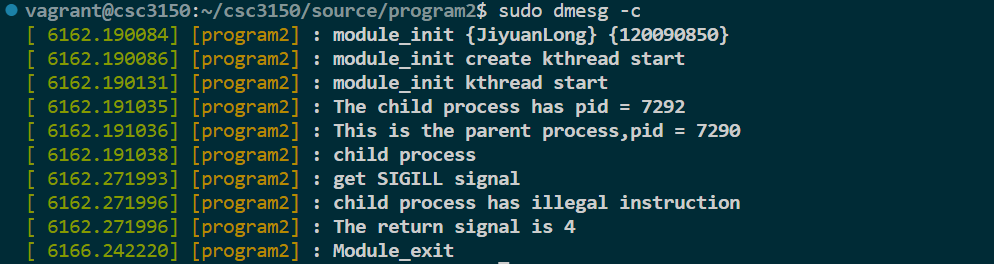 vagrant@csc3150:~/csc3150/source/program2$ sudo dmesg -c
[ 6162.190084] [program2] : module_init {JiyuanLong} {120090850}
[ 6162.190086] [program2] : module_init create kthread start
[ 6162.190131] [program2] : module_init kthread start
[ 6162.191035] [program2] : The child process has pid = 7292
[ 6162.191036] [program2] : This is the parent process,pid = 7290
[ 6162.191038] [program2] : child process
[ 6162.271993] [program2] : get SIGILL signal
[ 6162.271996] [program2] : child process has illegal instruction
[ 6162.271996] [program2] : The return signal is 4
[ 6166.242220] [program2] : Module_exit